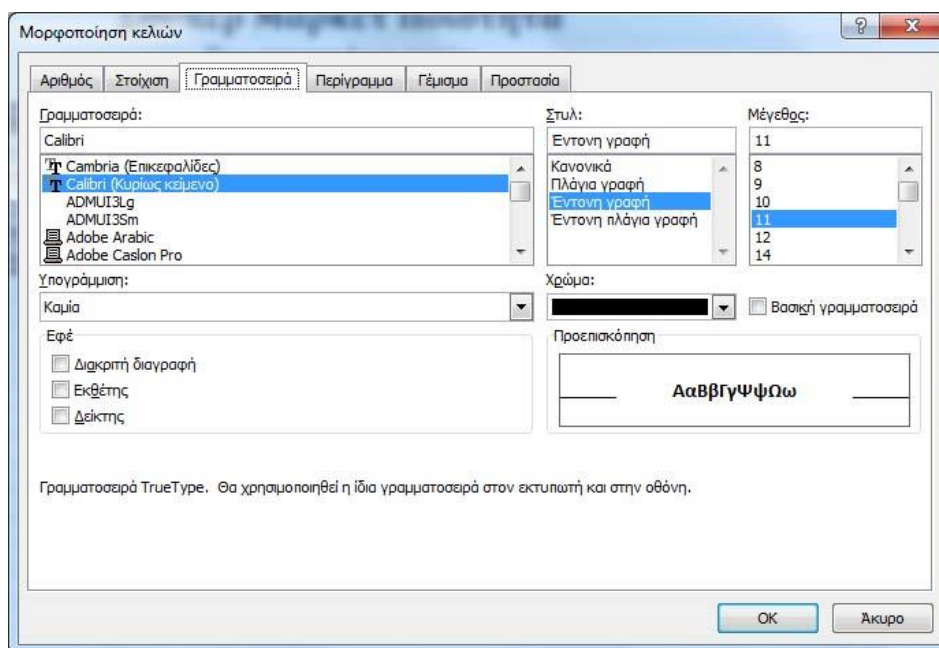 Μορφοποίηση κελιών
Αριθμός Στοίχιση Γραμματοσειρά Περίγραμμα Γέμισμα Προστασία
Γραμματοσειρά: Στυλ: Μέγεθος:
Calibri Έντονη γραφή 11
Cambria (Επικεφαλίδες) Κανονικά 8
Calibri (Κυρίως κείμενο) Πλάγια γραφή 9
ADMUI3Lg Έντονη γραφή 10
ADMUI3Sm Έντονη πλάγια γραφή 11
Adobe Arabic 12
Adobe Caslon Pro 14
Υπογράμμιση: Χρώμα:
Καμία Βασική γραμματοσειρά
Εφέ Προεπισκόπηση
Διακριτή διαγραφή
Εκθέτης ΑαΒβΓγΨψΩω
Δείκτης
Γραμματοσειρά TrueType. Θα χρησιμοποιηθεί η ίδια γραμματοσειρά στον εκτυπωτή και στην οθόνη.
OK Άκυρο